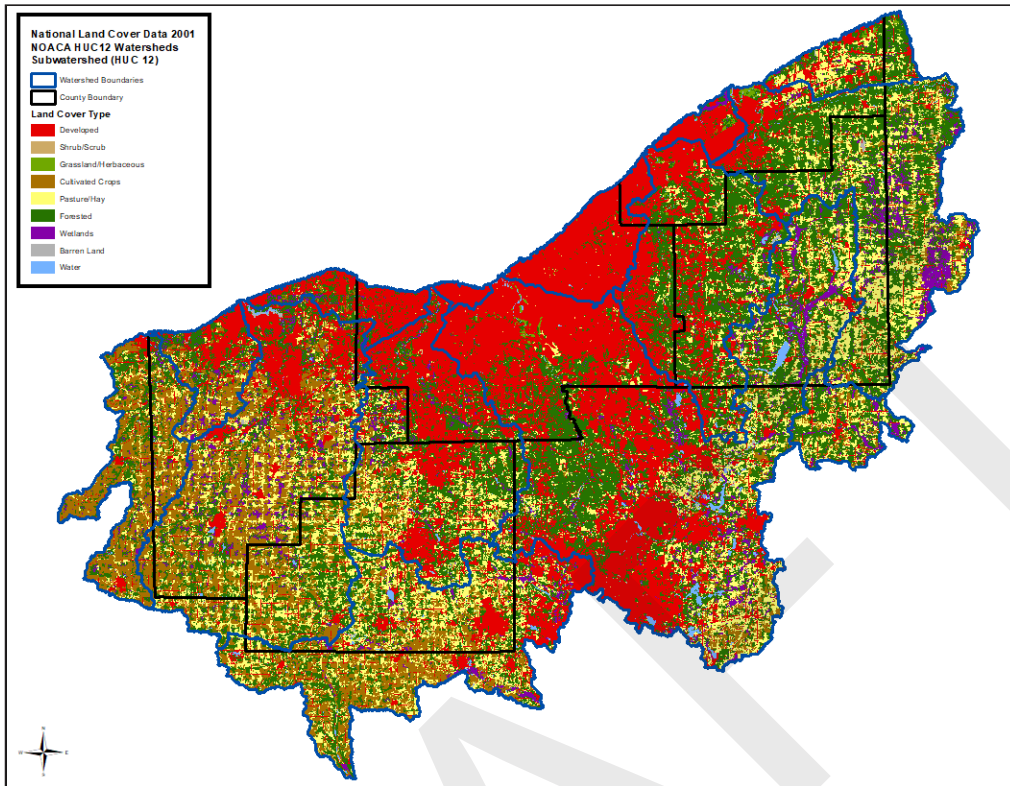 National Land Cover Data 2001
NOACA HUC12 Watersheds
Subwatershed (HUC 12)
Watershed Boundaries
County Boundary
Land Cover Type
Developed
Shrub/Scrub
Grassland/Herbaceous
Cultivated Crops
Pasture/Hay
Forested
Wetlands
Barren Land
Water
N
W E
S